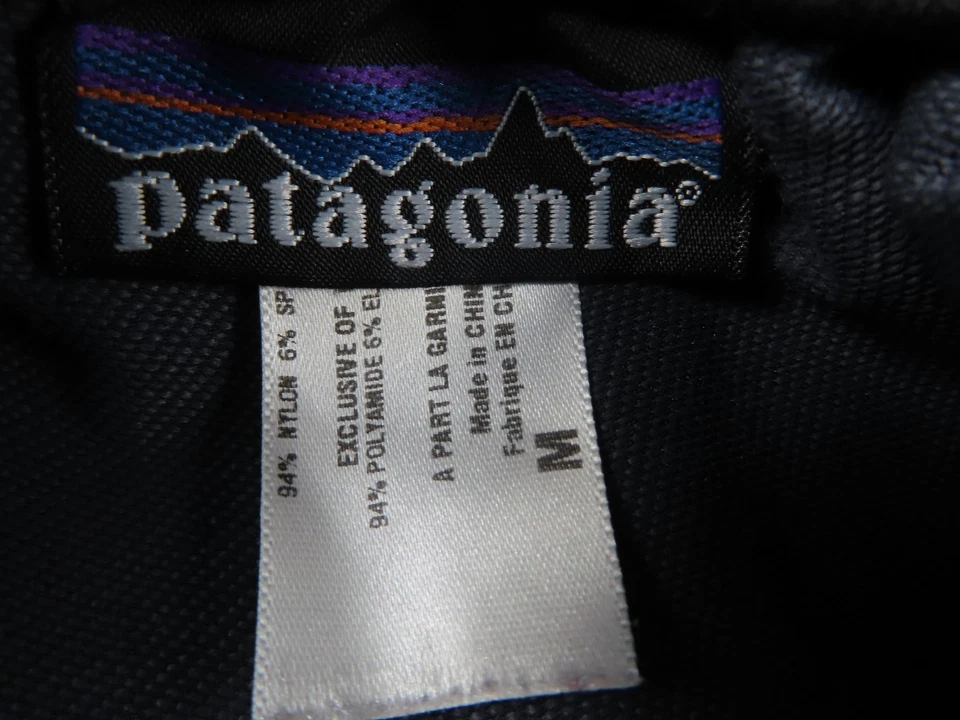 patagonia®
94% NYLON 6% SP
EXCLUSIVE OF
94% POLYAMIDE 6% EL
A PART LA GARNI
Made in CHIN
Fabrique EN CH
M